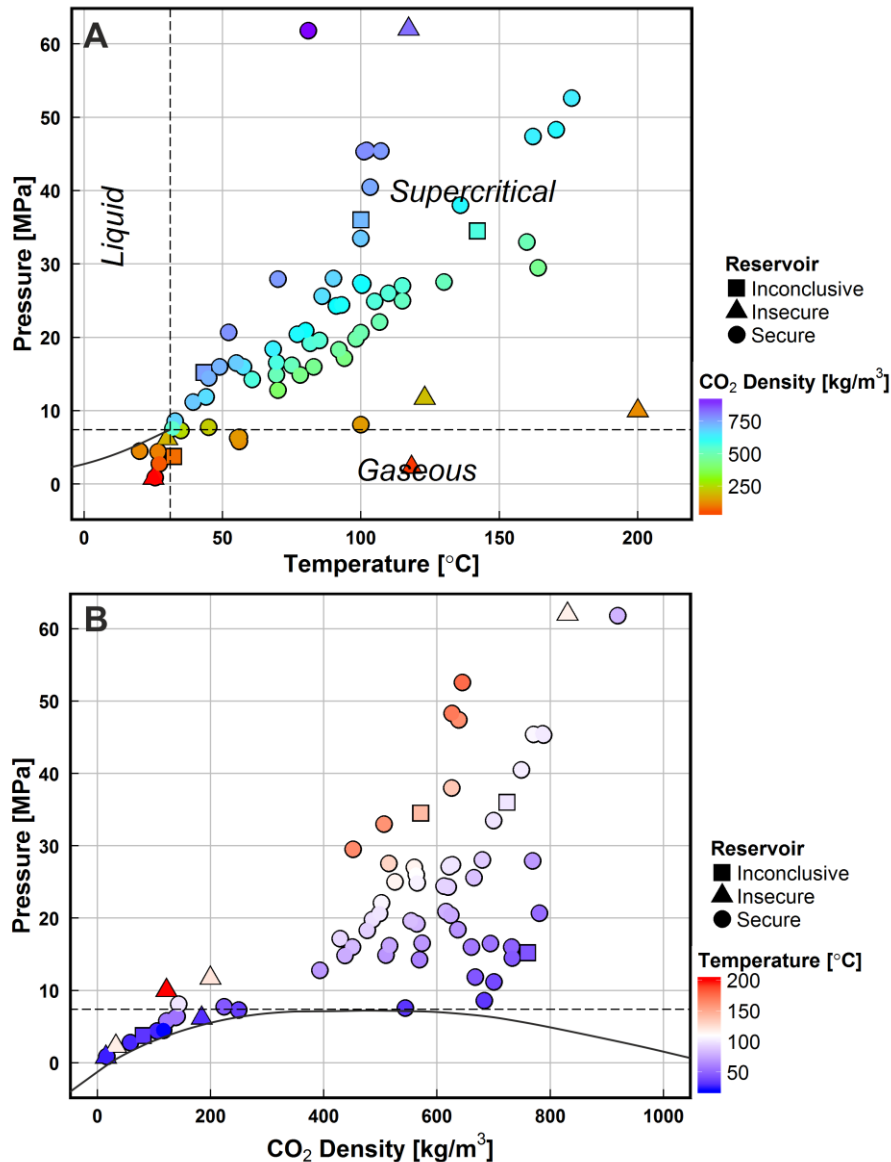 A
60
50
40
30
20
10
0
Pressure [MPa]
Liquid
Supercritical
Gaseous
0
50
100
150
200
Temperature [°C]
Reservoir
Inconclusive
Insecure
Secure
CO₂ Density [kg/m³]
750
500
250
B
60
50
40
30
20
10
0
Pressure [MPa]
0
200
400
600
800
1000
CO₂ Density [kg/m³]
Reservoir
Inconclusive
Insecure
Secure
Temperature [°C]
200
150
100
50